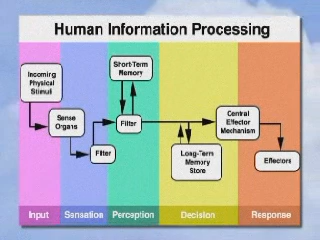 Human Information Processing
Incoming
Physical
Stimuli
Sense
Organs
Filter
Short-Term
Memory
Filter
Long-Term
Memory
Store
Central
Effector
Mechanism
Effectors
Input
Sensation
Perception
Decision
Response